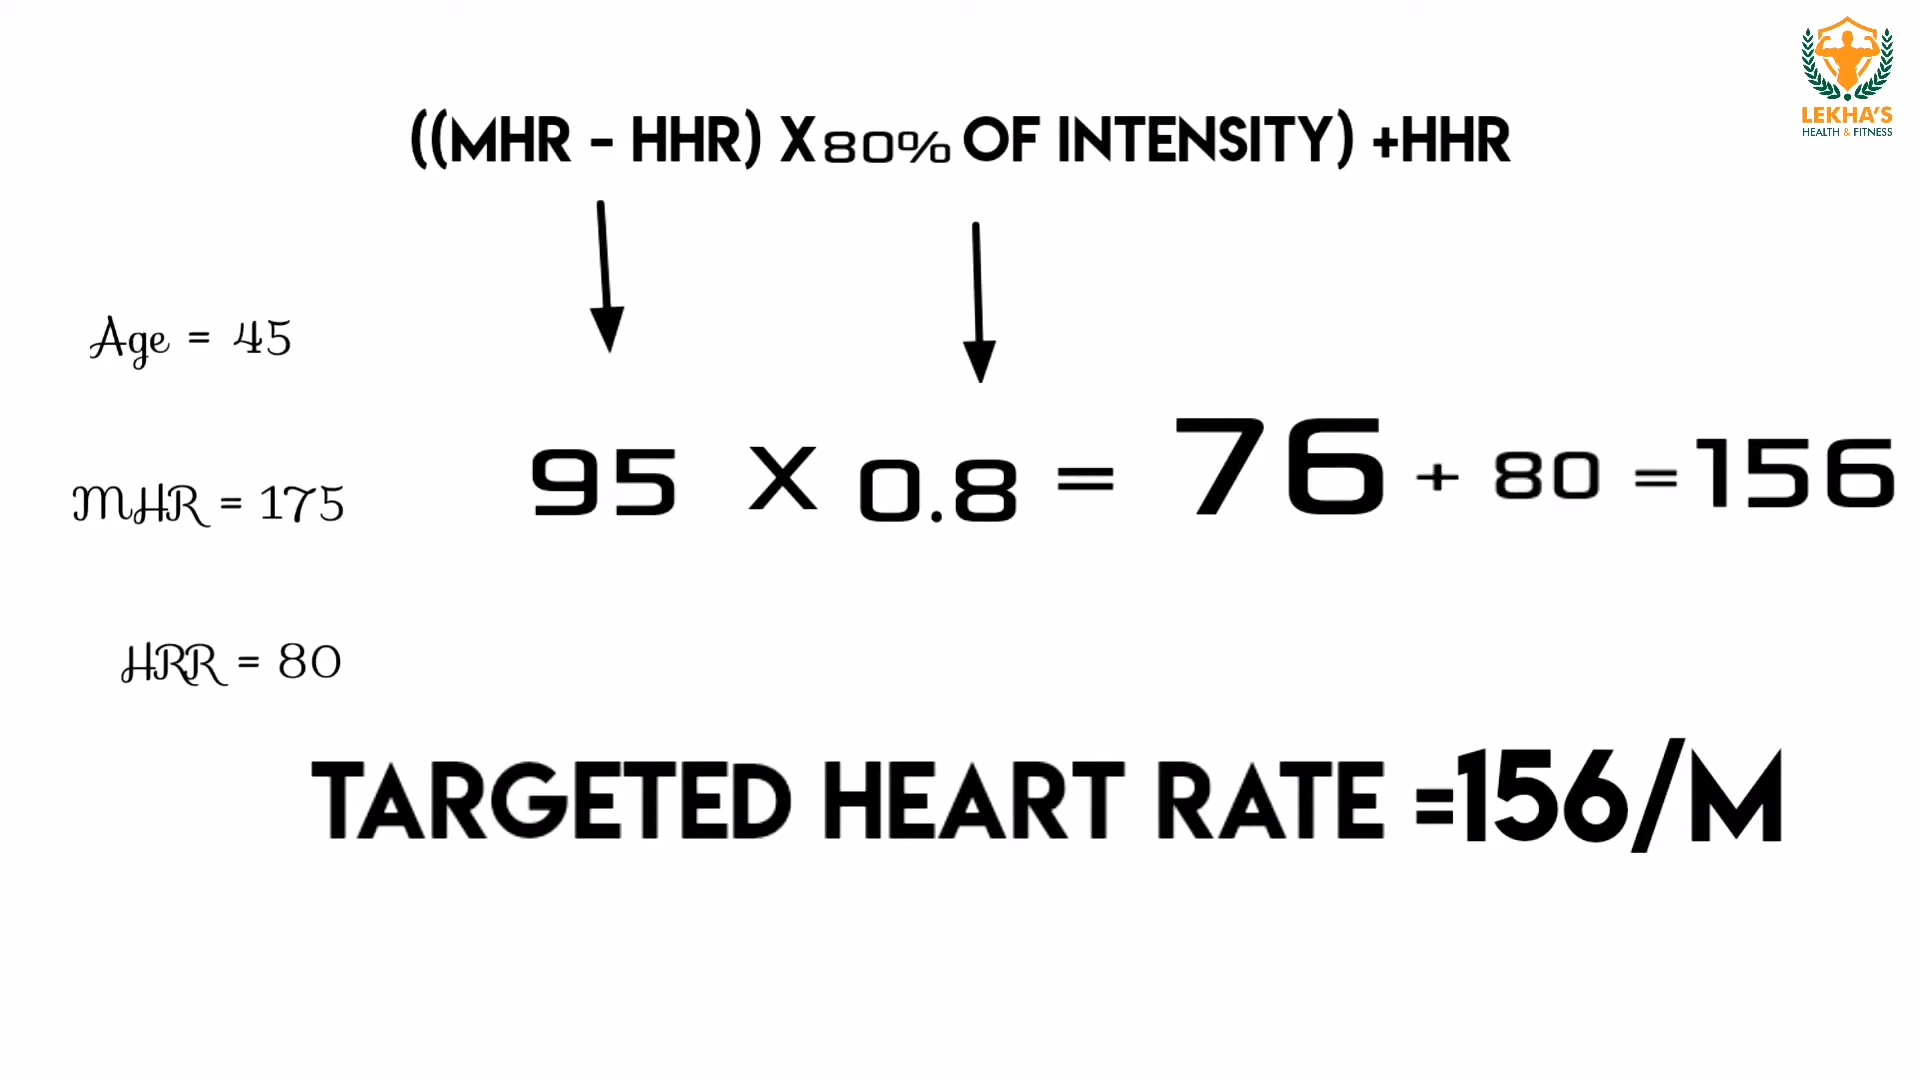 LEKHA'S
HEALTH & FITNESS
((MHR - HHR) X 80% OF INTENSITY) +HHR
Age = 45
95 X 0.8 = 76 + 80 = 156
MHR = 175
HRR = 80
TARGETED HEART RATE =156/M